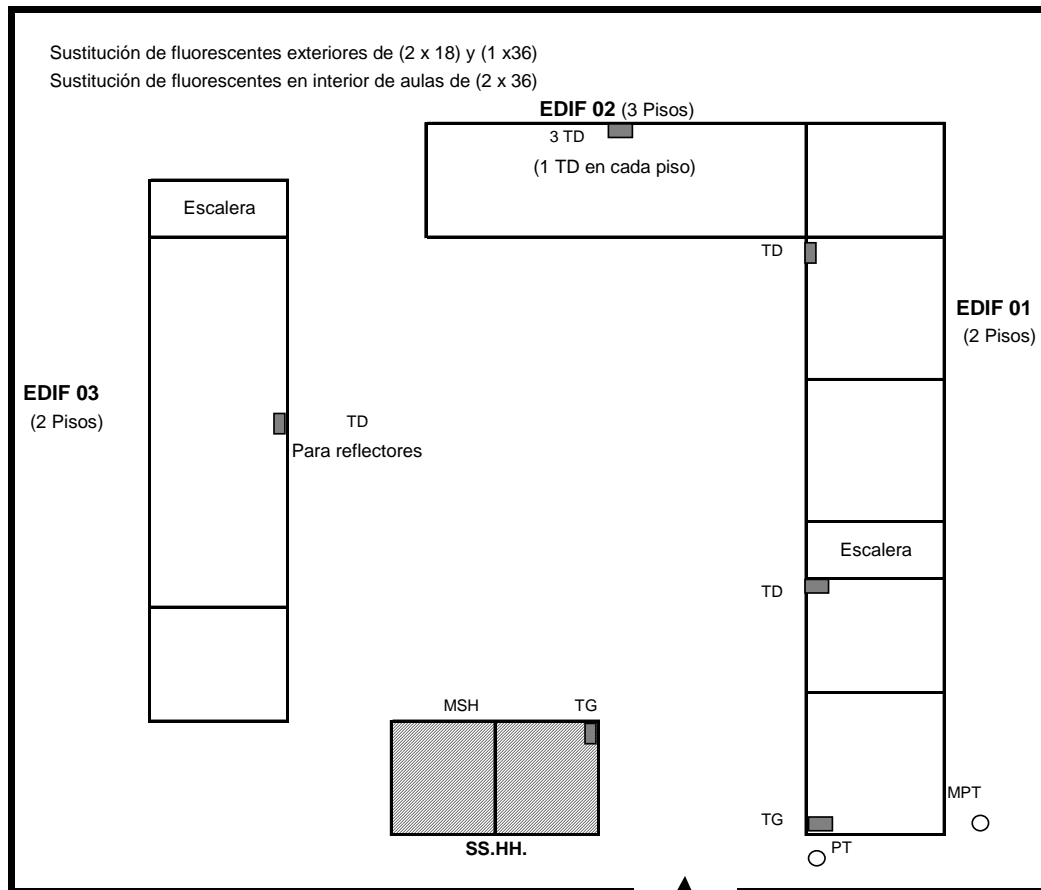 Sustitución de fluorescentes exteriores de (2 x 18) y (1 x36)
Sustitución de fluorescentes en interior de aulas de (2 x 36)
EDIF 02 (3 Pisos)
3 TD
(1 TD en cada piso)
Escalera
TD
EDIF 01
(2 Pisos)
EDIF 03
(2 Pisos)
TD
Para reflectores
Escalera
TD
MSH
TG
SS.HH.
TG
MPT
PT